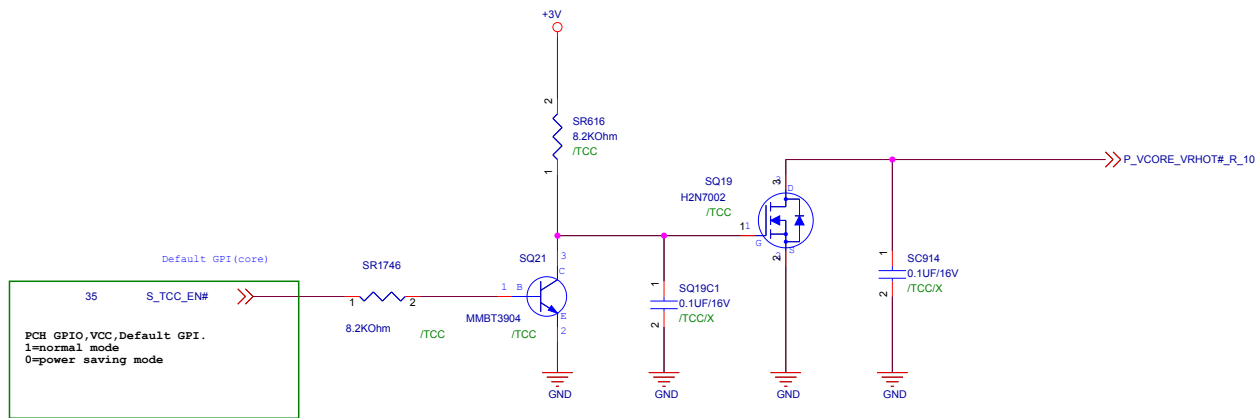 +3V
2
SR616
8.2KOhm
/TCC
1
P_VCORE_VRHOT#_R_10
SQ19
H2N7002
/TCC
3
D
1
1
G
S
2
Default GPI(core)
35 S_TCC_EN#
SR1746
1
2
8.2KOhm
/TCC
SQ21
3
C
1
B
E
2
MMBT3904
/TCC
1
SQ19C1
0.1UF/16V
2
/TCC/X
1
SC914
0.1UF/16V
2
/TCC/X
PCH GPIO,VCC,Default GPI.
1=normal mode
0=power saving mode
GND
GND
GND
GND